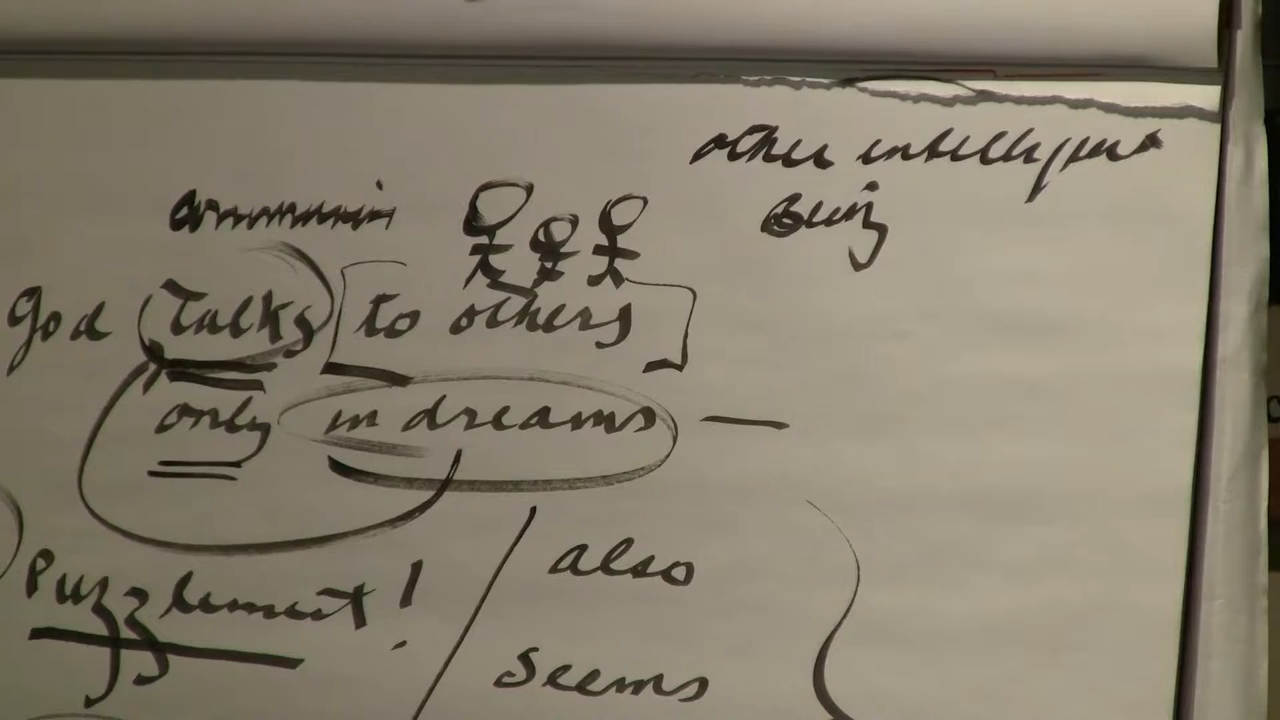 other intelligent
Being
God Talks to others
only in dreams —
Puzzlement!
also
seems